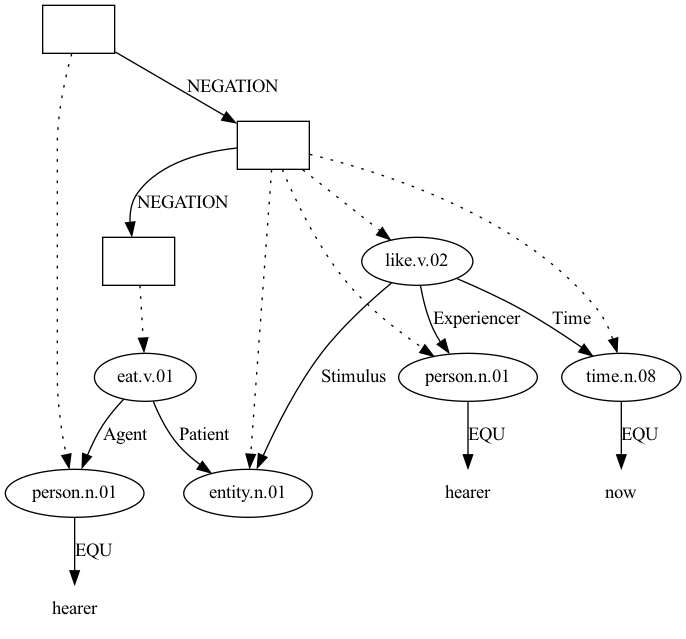 NEGATION
NEGATION
like.v.02
Experiencer
Time
Stimulus
eat.v.01
person.n.01
time.n.08
Agent
Patient
EQU
EQU
person.n.01
entity.n.01
hearer
now
EQU
hearer